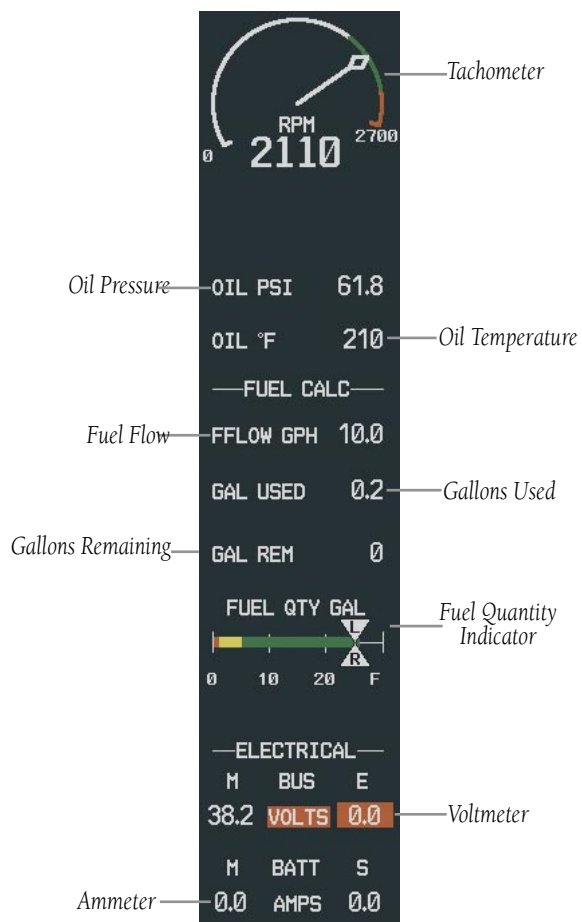 Tachometer
RPM
0 2110 2700
Oil Pressure OIL PSI 61.8
OIL °F 210 Oil Temperature
FUEL CALC
Fuel Flow FFLOW GPH 10.0
GAL USED 0.2 Gallons Used
Gallons Remaining GAL REM 0
FUEL QTY GAL
L
Fuel Quantity
Indicator
R
0 10 20 F
ELECTRICAL
M BUS E
38.2 VOLTS 0.0 Voltmeter
M BATT S
Ammeter 0.0 AMPS 0.0